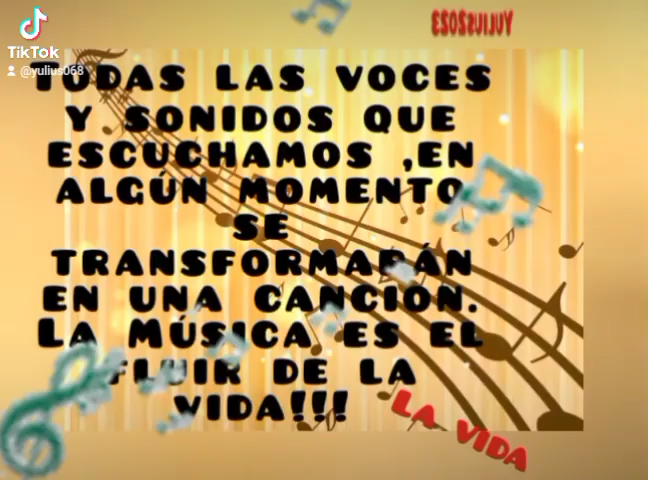 TikTok
@yulius068
TODAS LAS VOCES
Y SONIDOS QUE
ESCUCHAMOS ,EN
ALGÚN MOMENTO
SE
TRANSFORMARÁN
EN UNA CANCIÓN.
LA MÚSICA ES EL
FLUIR DE LA
VIDA!!!
LA VIDA